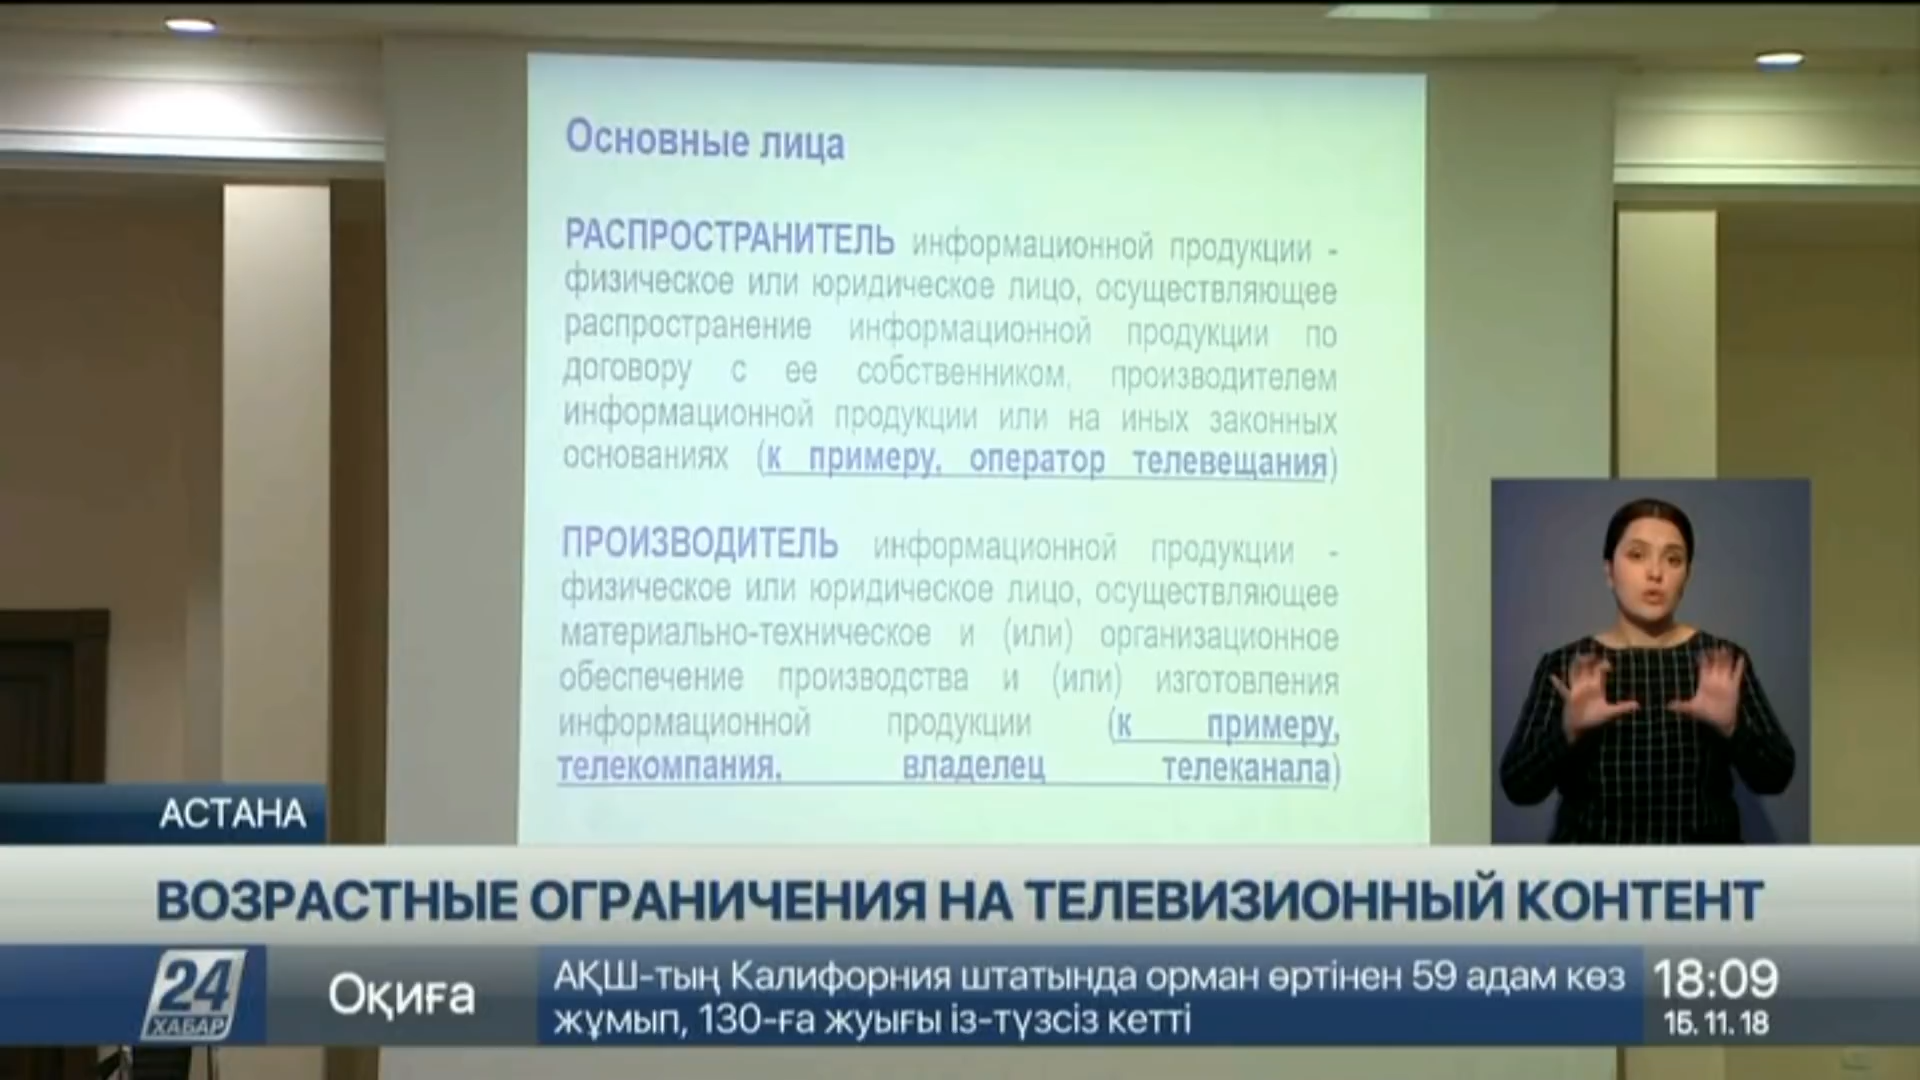 Основные лица
РАСПРОСТРАНИТЕЛЬ информационной продукции -
физическое или юридическое лицо, осуществляющее
распространение информационной продукции по
договору с ее собственником, производителем
информационной продукции или на иных законных
основаниях (к примеру, оператор телевещания)
ПРОИЗВОДИТЕЛЬ информационной продукции -
физическое или юридическое лицо, осуществляющее
материально-техническое и (или) организационное
обеспечение производства и (или) изготовления
информационной продукции (к примеру,
телекомпания, владелец телеканала)
АСТАНА
ВОЗРАСТНЫЕ ОГРАНИЧЕНИЯ НА ТЕЛЕВИЗИОННЫЙ КОНТЕНТ
24
ХАБАР
Оқиға
АҚШ-тың Калифорния штатында орман өртінен 59 адам көз
жұмып, 130-ға жуығы із-түзсіз кетті
18:09
15.11.18